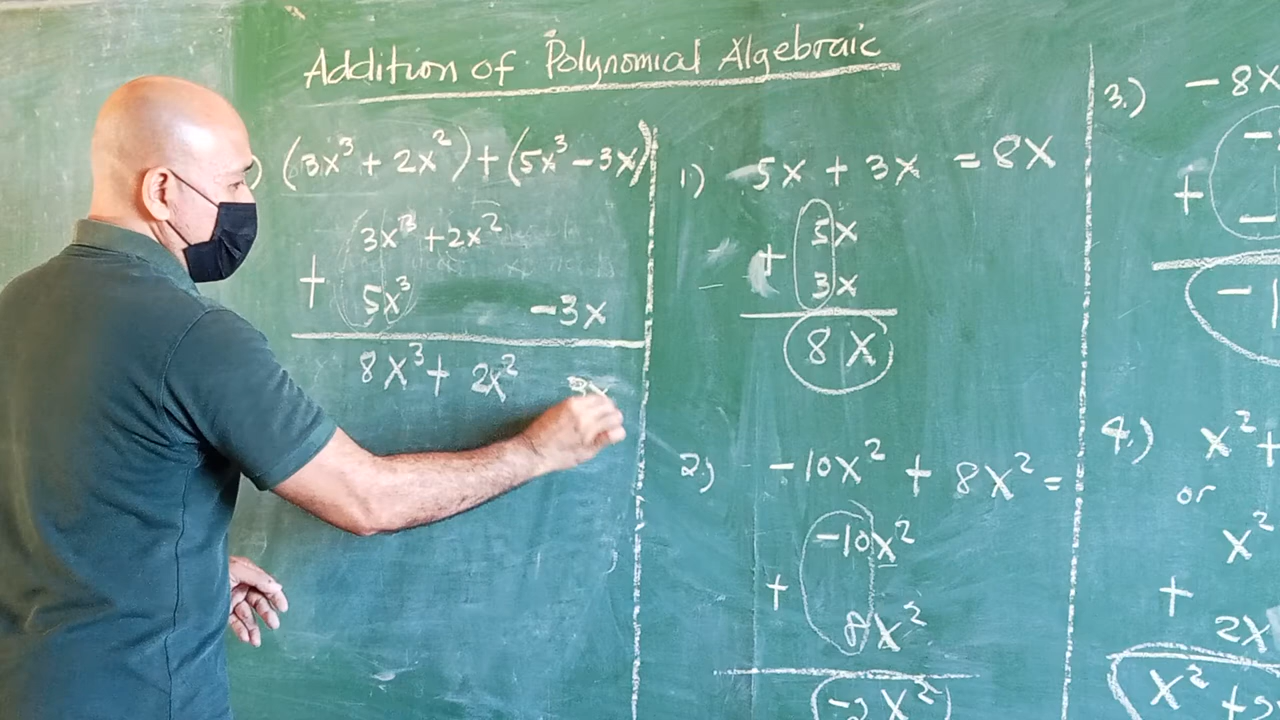 Addition of Polynomial Algebraic
) (3x³ + 2x²) + (5x³ - 3x)
3x³ + 2x²
+ 5x³ - 3x
8x³ + 2x² 3x
1) 5x + 3x = 8x
5x
+ 3x
8x
2) -10x² + 8x² =
-10x²
+ 8x²
-2x²
3.) -8x
-
+ -
-1
4.) x² +
or
x²
+ 2x
x² + 2